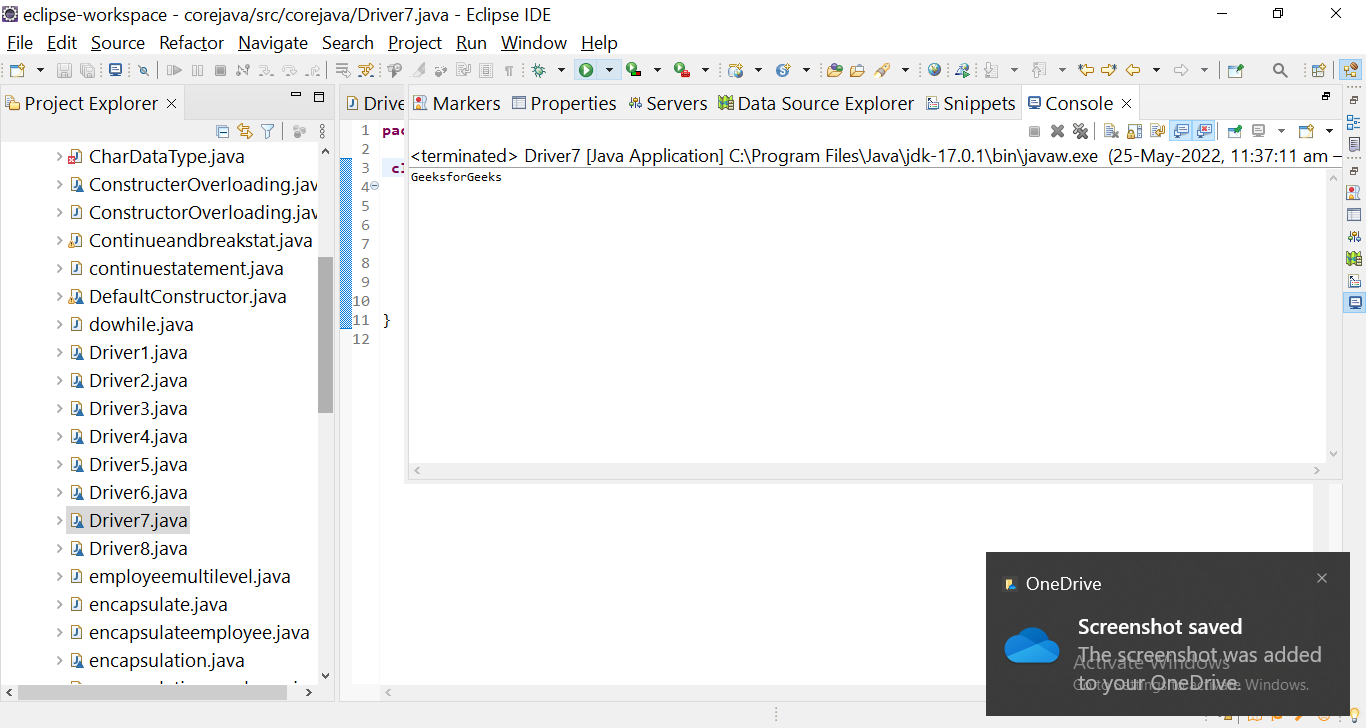 eclipse-workspace - corejava/src/corejava/Driver7.java - Eclipse IDE
File Edit Source Refactor Navigate Search Project Run Window Help
Project Explorer
Drive
Markers Properties Servers Data Source Explorer Snippets Console
<terminated> Driver7 [Java Application] C:\Program Files\Java\jdk-17.0.1\bin\javaw.exe (25-May-2022, 11:37:11 am –
GeeksforGeeks
CharDataType.java
ConstructerOverloading.jav
ConstructorOverloading.jav
Continueandbreakstat.java
continuestatement.java
DefaultConstructor.java
dowhile.java
Driver1.java
Driver2.java
Driver3.java
Driver4.java
Driver5.java
Driver6.java
Driver7.java
Driver8.java
employeemultilevel.java
encapsulate.java
encapsulateemployee.java
encapsulation.java
1 pac
2
3 cl
4
5
6
7
8
9
10
11 }
12
OneDrive
Screenshot saved
The screenshot was added
to your OneDrive.
Activate Windows
Go to Settings to activate Windows.